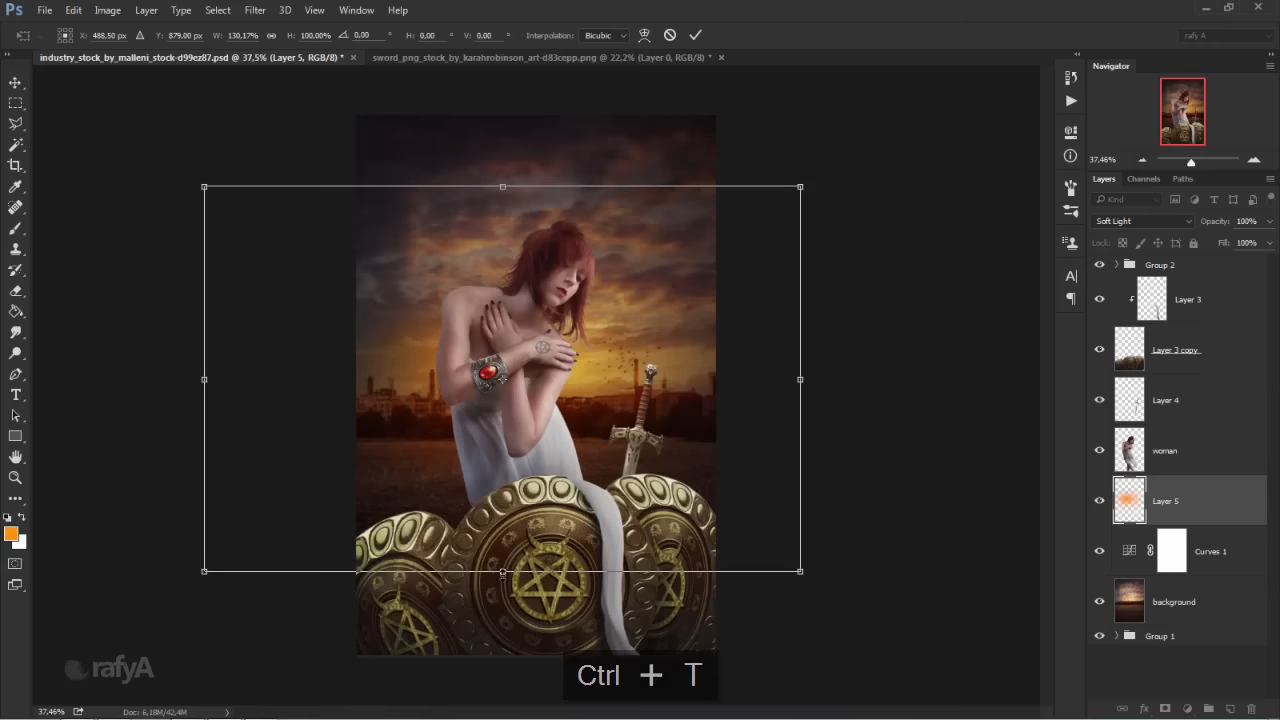 Ps File Edit Image Layer Type Select Filter 3D View Window Help
X: 488,50 px Y: 879,00 px W: 130,17% H: 100,00% 0,00 ° H: 0,00 ° V: 0,00 ° Interpolation: Bicubic rafy A
industry_stock_by_malleni_stock-d99ez87.psd @ 37,5% (Layer 5, RGB/8) * × sword_png_stock_by_karahrobinson_art-d83cepp.png @ 22,2% (Layer 0, RGB/8) * ×
Navigator
37,46%
Layers Channels Paths
Kind
Soft Light Opacity: 100%
Lock: Fill: 100%
Group 2
Layer 3
Layer 3 copy
Layer 4
woman
Layer 5
Curves 1
background
Group 1
rafyA
Ctrl + T
37,46% Doc: 6,18M/42,4M